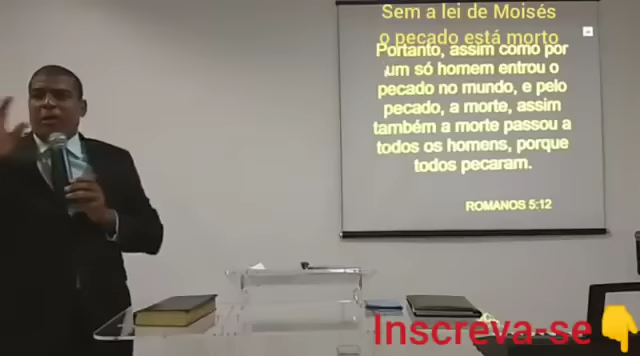 Sem a lei de Moisés
o pecado está morto
Portanto, assim como por
um só homem entrou o
pecado no mundo, e pelo
pecado, a morte, assim
também a morte passou a
todos os homens, porque
todos pecaram.
ROMANOS 5:12
Inscreva-se👇